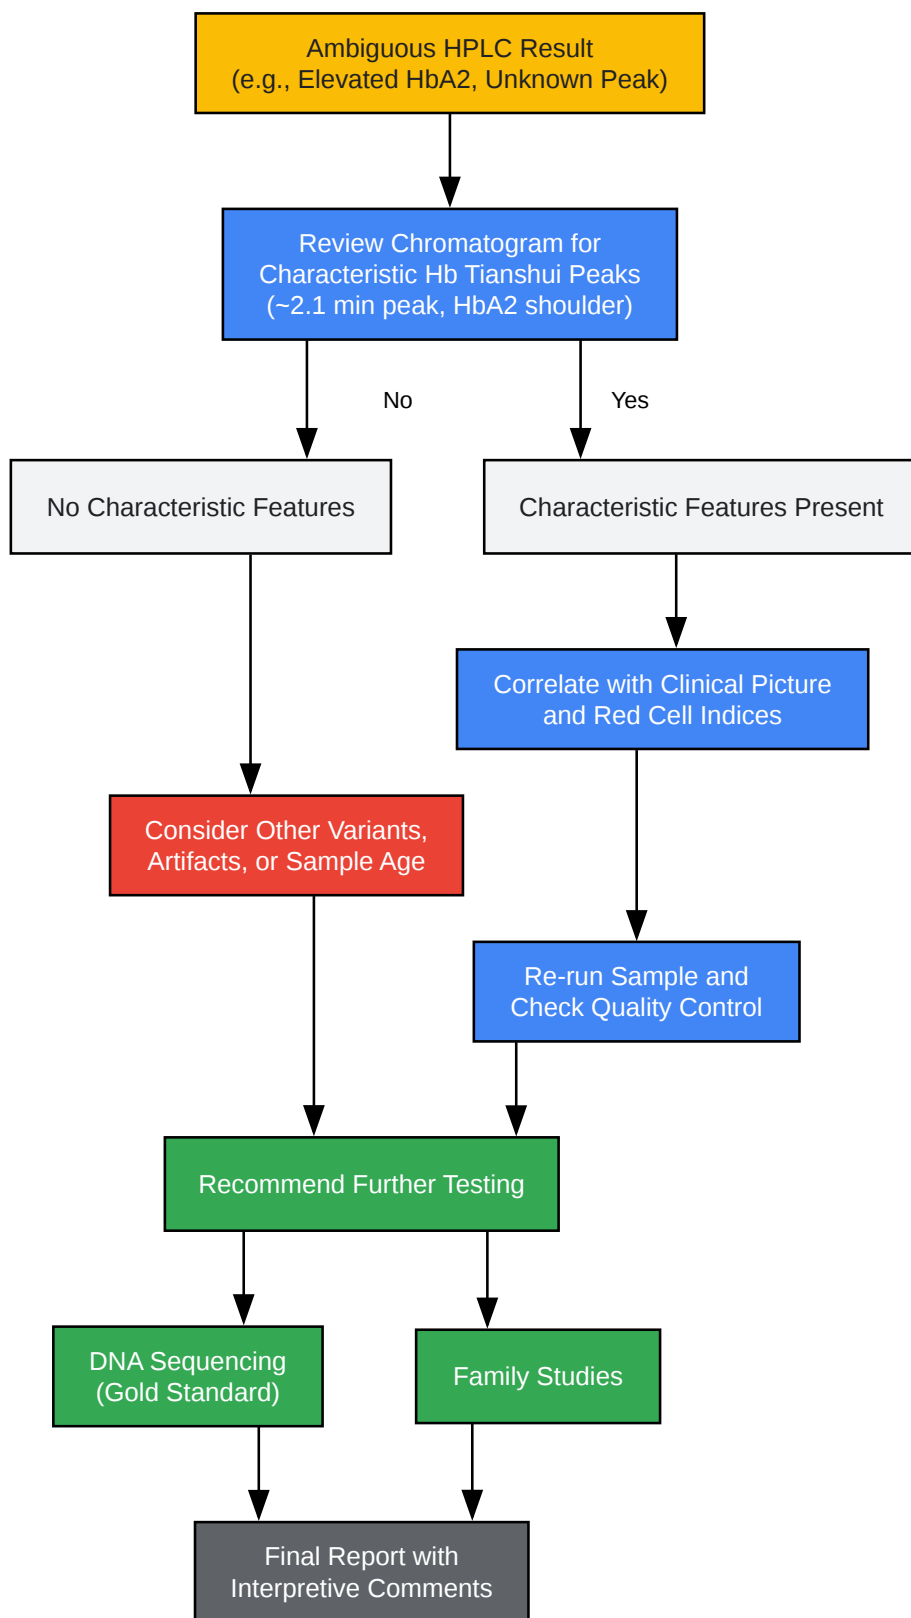 Ambiguous HPLC Result
(e.g., Elevated HbA2, Unknown Peak)
Review Chromatogram for
Characteristic Hb Tianshui Peaks
(~2.1 min peak, HbA2 shoulder)
No
Yes
No Characteristic Features
Characteristic Features Present
Correlate with Clinical Picture
and Red Cell Indices
Consider Other Variants,
Artifacts, or Sample Age
Re-run Sample and
Check Quality Control
Recommend Further Testing
DNA Sequencing
(Gold Standard)
Family Studies
Final Report with
Interpretive Comments